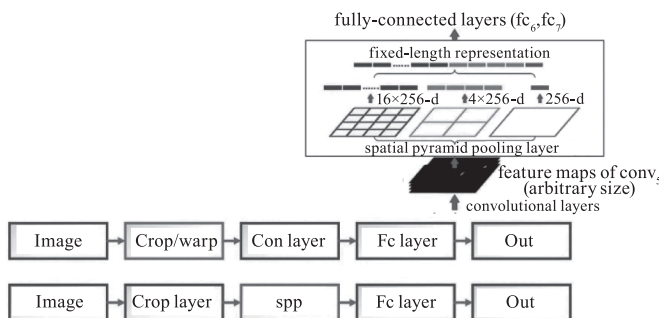 fully-connected layers (fc6,fc7)
fixed-length representation
16×256-d 4×256-d 256-d
spatial pyramid pooling layer
feature maps of conv5
(arbitrary size)
convolutional layers
Image Crop/warp Con layer Fc layer Out
Image Crop layer spp Fc layer Out